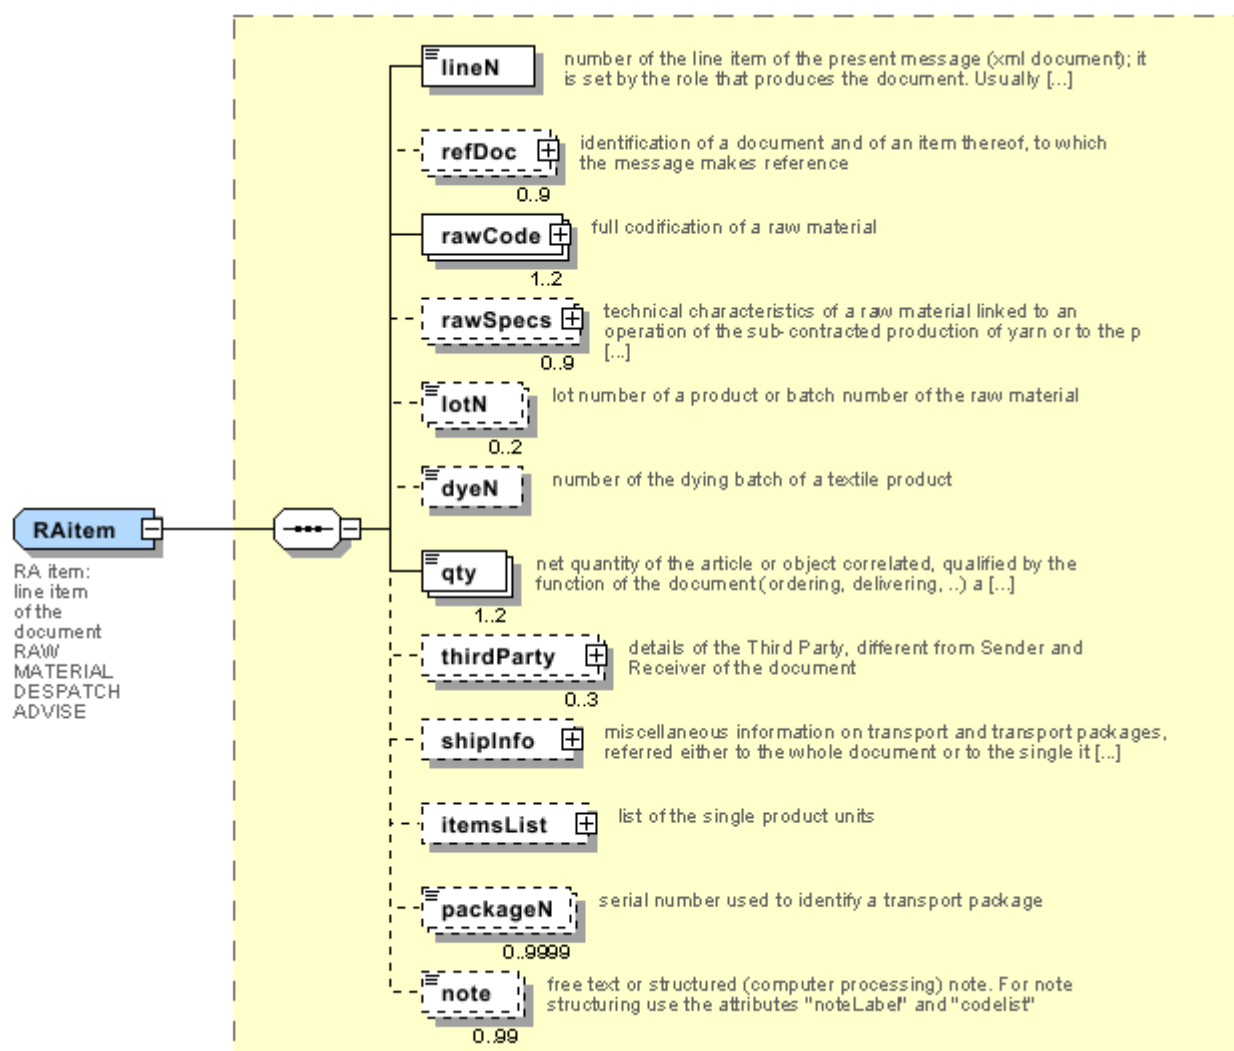 lineN
number of the line item of the present message (xml document); it
is set by the role that produces the document. Usually [...]
refDoc
identification of a document and of an item thereof, to which
the message makes reference
0..9
rawCode
full codification of a raw material
1..2
rawSpecs
technical characteristics of a raw material linked to an
operation of the sub-contracted production of yarn or to the p
[...]
0..9
lotN
lot number of a product or batch number of the raw material
0..2
dyeN
number of the dying batch of a textile product
RAitem
RA item:
line item
of the
document
RAW
MATERIAL
DESPATCH
ADVISE
qty
net quantity of the article or object correlated, qualified by the
function of the document (ordering, delivering, ..) a [...]
1..2
thirdParty
details of the Third Party, different from Sender and
Receiver of the document
0..3
shipInfo
miscellaneous information on transport and transport packages,
referred either to the whole document or to the single it [...]
itemsList
list of the single product units
packageN
serial number used to identify a transport package
0..9999
note
free text or structured (computer processing) note. For note
structuring use the attributes "noteLabel" and "codelist"
0..99